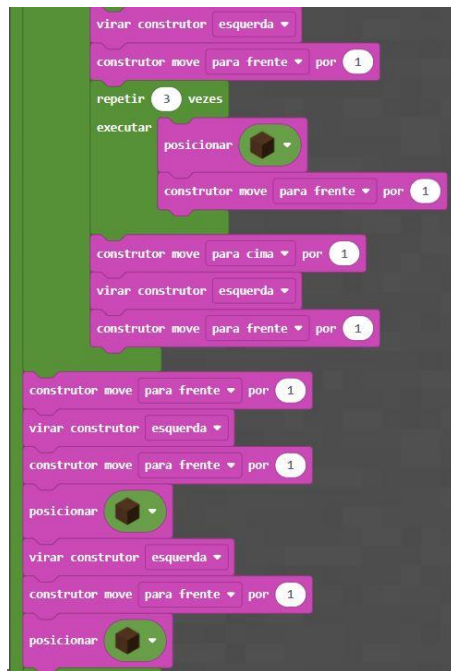 virar construtor esquerda
construtor move para frente por 1
repetir 3 vezes
executar
posicionar
construtor move para frente por 1
construtor move para cima por 1
virar construtor esquerda
construtor move para frente por 1
construtor move para frente por 1
virar construtor esquerda
construtor move para frente por 1
posicionar
virar construtor esquerda
construtor move para frente por 1
posicionar